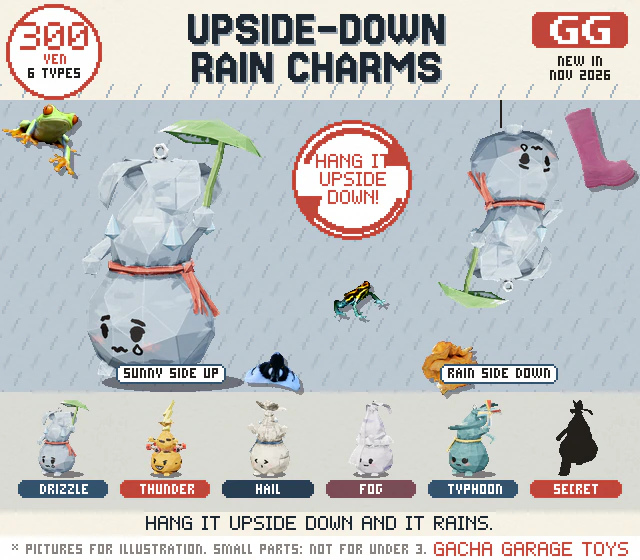 300
YEN
6 TYPES
UPSIDE-DOWN
RAIN CHARMS
GG
NEW IN
NOV 2026
HANG IT
UPSIDE
DOWN!
SUNNY SIDE UP
RAIN SIDE DOWN
DRIZZLE
THUNDER
HAIL
FOG
TYPHOON
SECRET
HANG IT UPSIDE DOWN AND IT RAINS.
* PICTURES FOR ILLUSTRATION. SMALL PARTS: NOT FOR UNDER 3. GACHA GARAGE TOYS